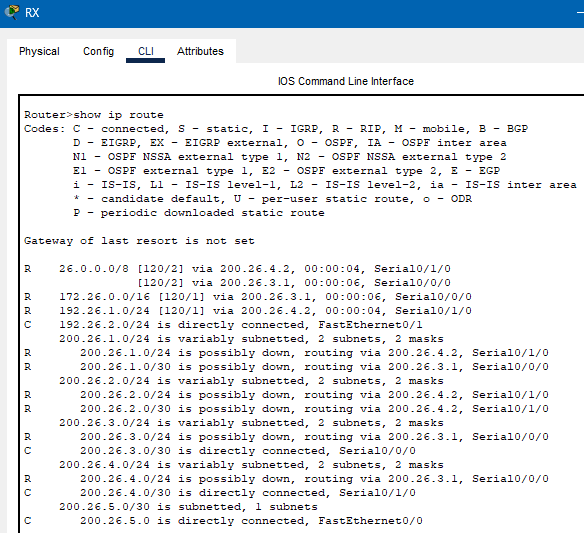 RX
Physical Config CLI Attributes
IOS Command Line Interface
Router>show ip route
Codes: C - connected, S - static, I - IGRP, R - RIP, M - mobile, B - BGP
       D - EIGRP, EX - EIGRP external, O - OSPF, IA - OSPF inter area
       N1 - OSPF NSSA external type 1, N2 - OSPF NSSA external type 2
       E1 - OSPF external type 1, E2 - OSPF external type 2, E - EGP
       i - IS-IS, L1 - IS-IS level-1, L2 - IS-IS level-2, ia - IS-IS inter area
       * - candidate default, U - per-user static route, o - ODR
       P - periodic downloaded static route
Gateway of last resort is not set
R    26.0.0.0/8 [120/2] via 200.26.4.2, 00:00:04, Serial0/1/0
                [120/2] via 200.26.3.1, 00:00:06, Serial0/0/0
R    172.26.0.0/16 [120/1] via 200.26.3.1, 00:00:06, Serial0/0/0
R    192.26.1.0/24 [120/1] via 200.26.4.2, 00:00:04, Serial0/1/0
C    192.26.2.0/24 is directly connected, FastEthernet0/1
     200.26.1.0/24 is variably subnetted, 2 subnets, 2 masks
R       200.26.1.0/24 is possibly down, routing via 200.26.4.2, Serial0/1/0
R       200.26.1.0/30 is possibly down, routing via 200.26.3.1, Serial0/0/0
     200.26.2.0/24 is variably subnetted, 2 subnets, 2 masks
R       200.26.2.0/24 is possibly down, routing via 200.26.4.2, Serial0/1/0
R       200.26.2.0/30 is possibly down, routing via 200.26.4.2, Serial0/1/0
     200.26.3.0/24 is variably subnetted, 2 subnets, 2 masks
R       200.26.3.0/24 is possibly down, routing via 200.26.3.1, Serial0/0/0
C       200.26.3.0/30 is directly connected, Serial0/0/0
     200.26.4.0/24 is variably subnetted, 2 subnets, 2 masks
R       200.26.4.0/24 is possibly down, routing via 200.26.3.1, Serial0/0/0
C       200.26.4.0/30 is directly connected, Serial0/1/0
     200.26.5.0/30 is subnetted, 1 subnets
C       200.26.5.0 is directly connected, FastEthernet0/0